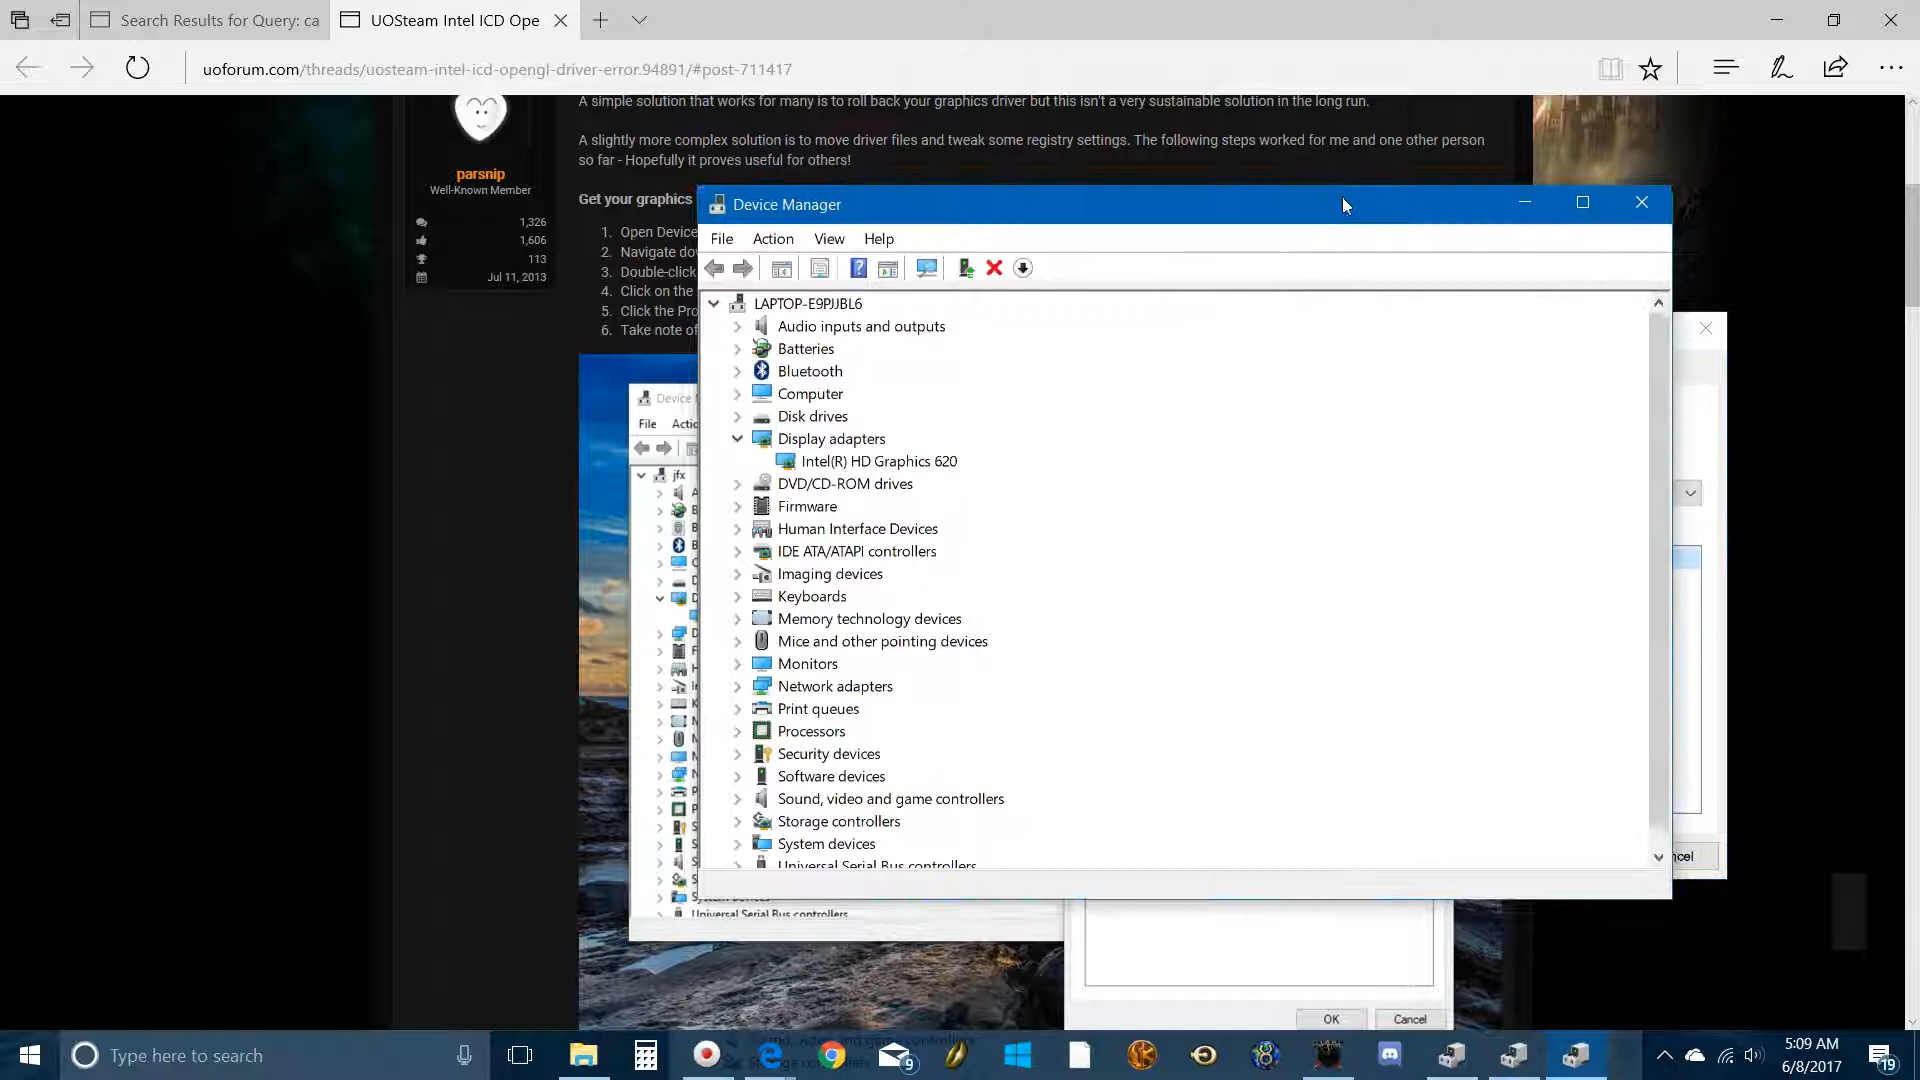 Search Results for Query: ca
UOSteam Intel ICD Ope
uoforum.com/threads/uosteam-intel-icd-opengl-driver-error.94891/#post-711417
A simple solution that works for many is to roll back your graphics driver but this isn't a very sustainable solution in the long run.
A slightly more complex solution is to move driver files and tweak some registry settings. The following steps worked for me and one other person
so far - Hopefully it proves useful for others!
parsnip
Well-Known Member
1,326
1,606
113
Jul 11, 2013
Get your graphics
1. Open Device
2. Navigate do
3. Double-click
4. Click on the
5. Click the Pro
6. Take note of
Device Manager
File Action View Help
LAPTOP-E9PJJBL6
Audio inputs and outputs
Batteries
Bluetooth
Computer
Disk drives
Display adapters
Intel(R) HD Graphics 620
DVD/CD-ROM drives
Firmware
Human Interface Devices
IDE ATA/ATAPI controllers
Imaging devices
Keyboards
Memory technology devices
Mice and other pointing devices
Monitors
Network adapters
Print queues
Processors
Security devices
Software devices
Sound, video and game controllers
Storage controllers
System devices
Universal Serial Bus controllers
Device
File Actio
jfx
Universal Serial Bus controllers
ncel
OK Cancel
Type here to search
9
5:09 AM
6/8/2017
19